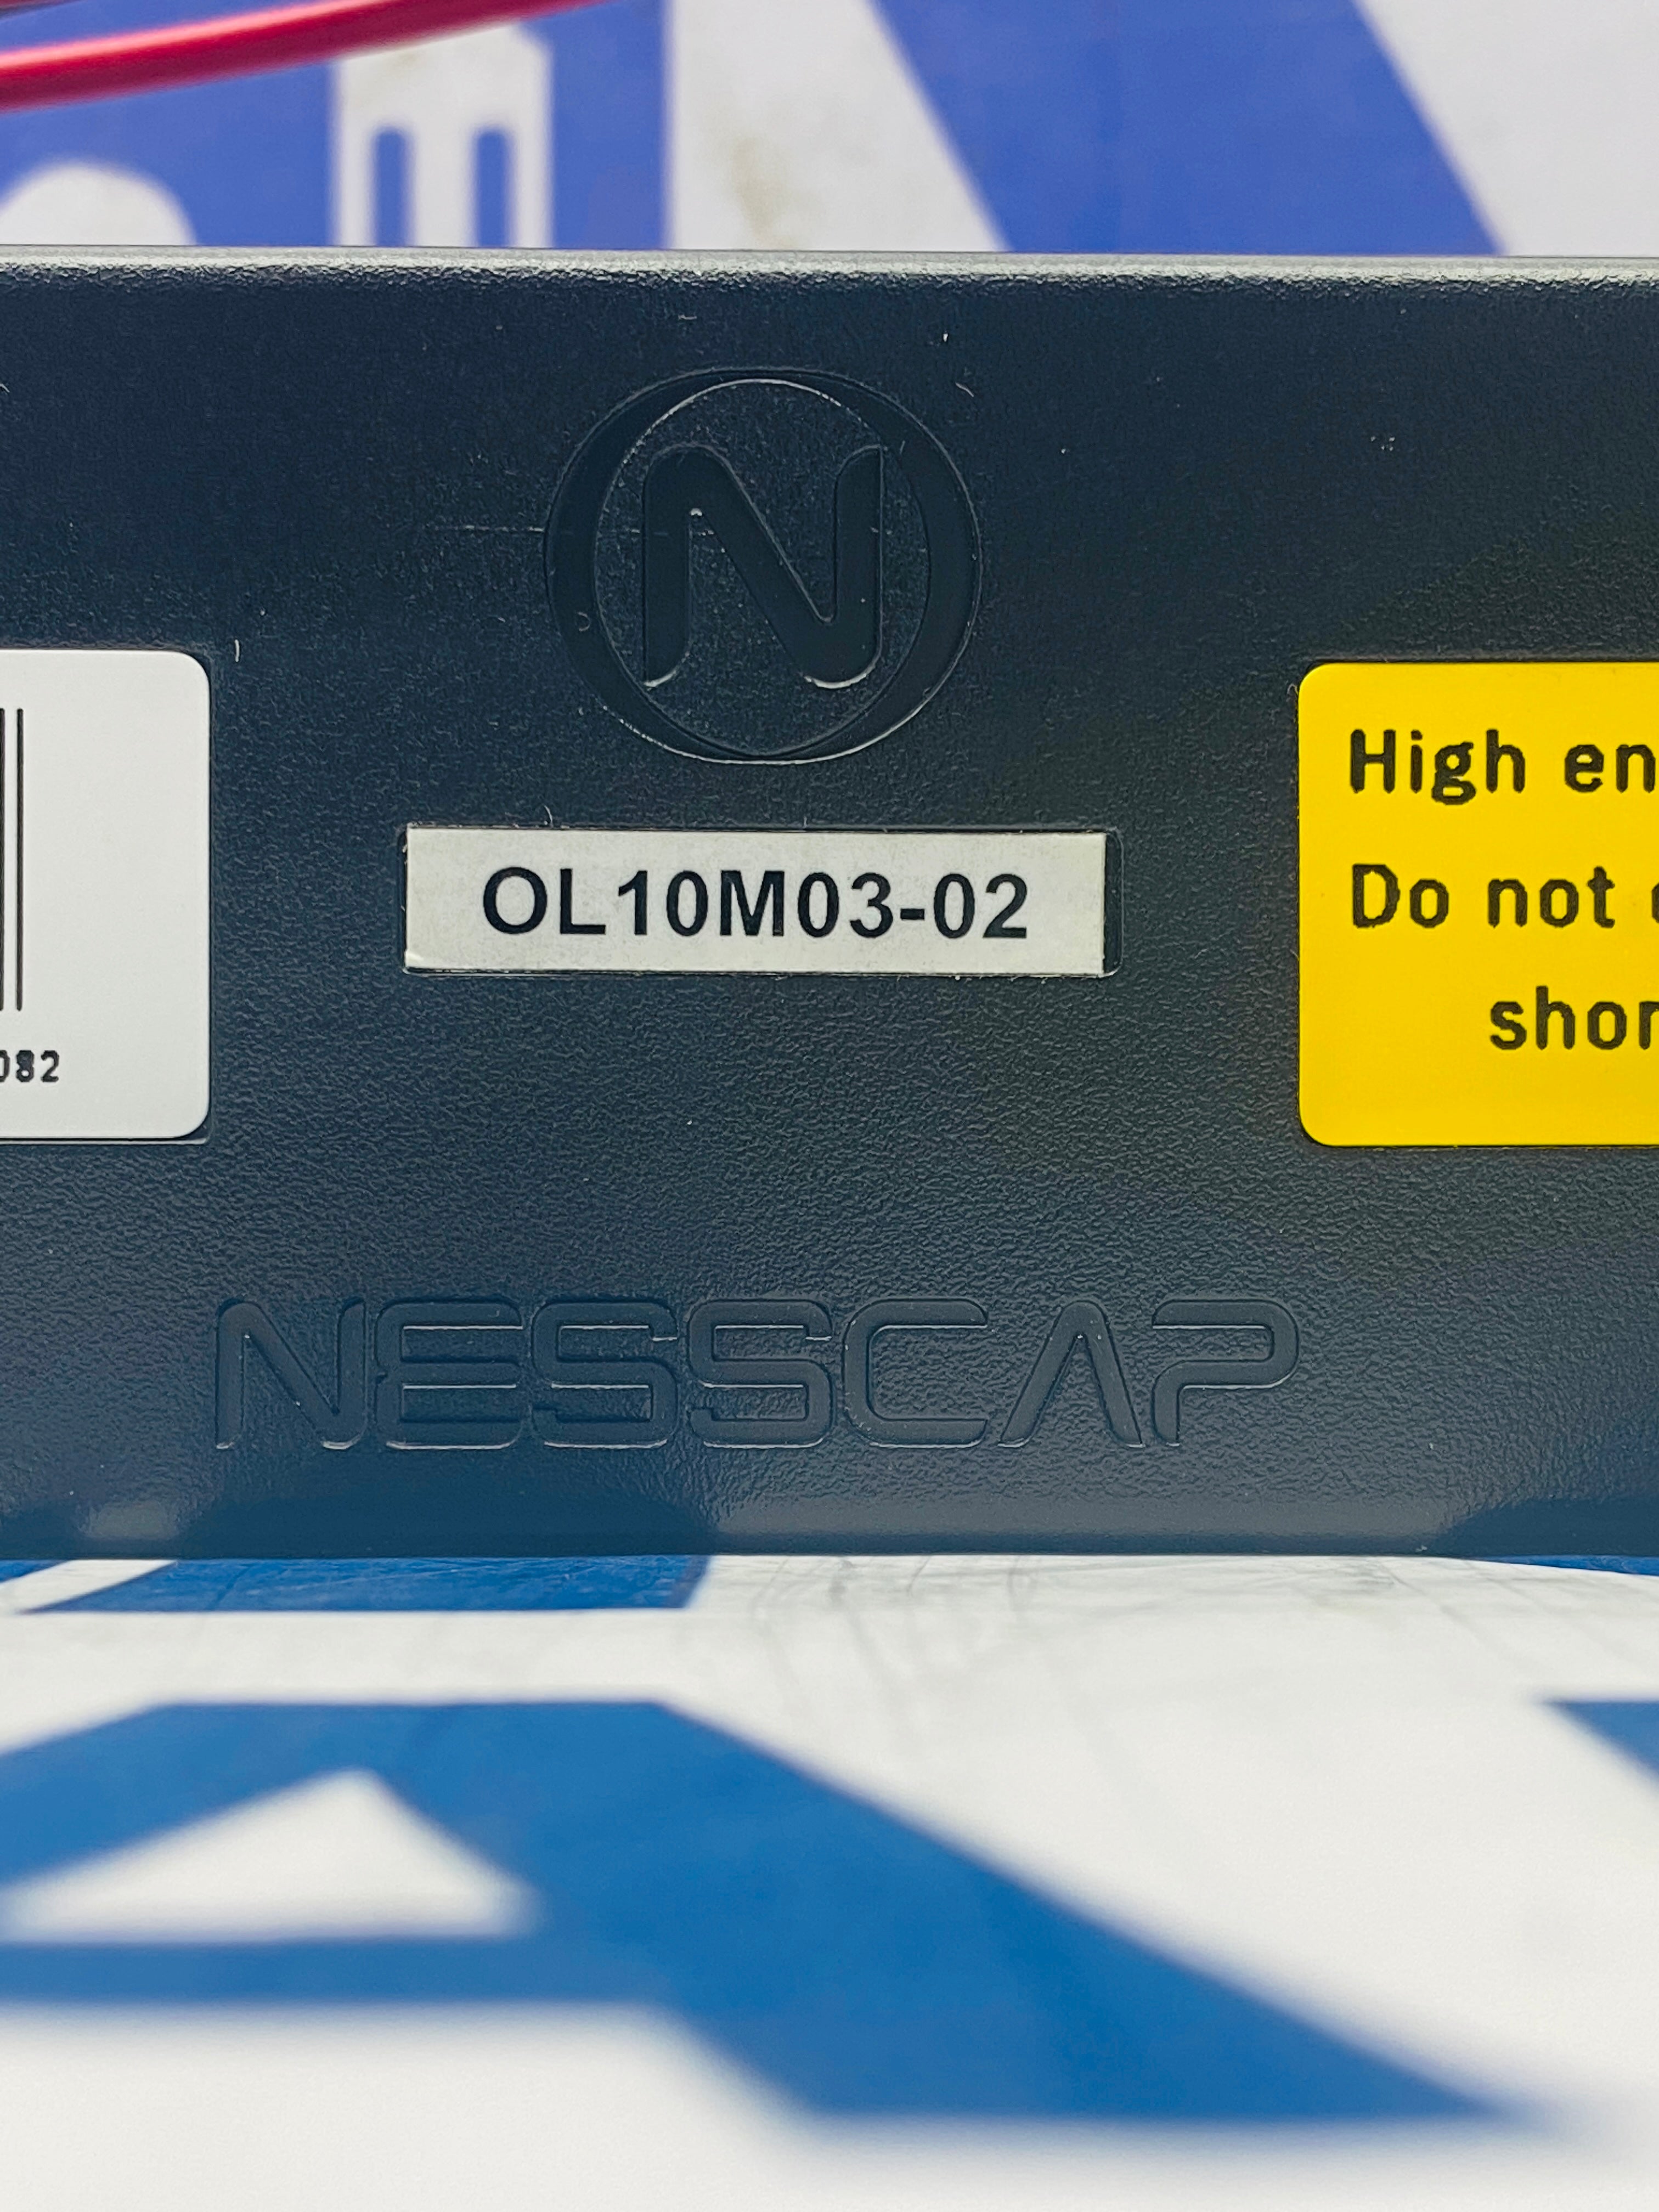 N
OL10M03-02
082
High en
Do not
shor
NESSCAP